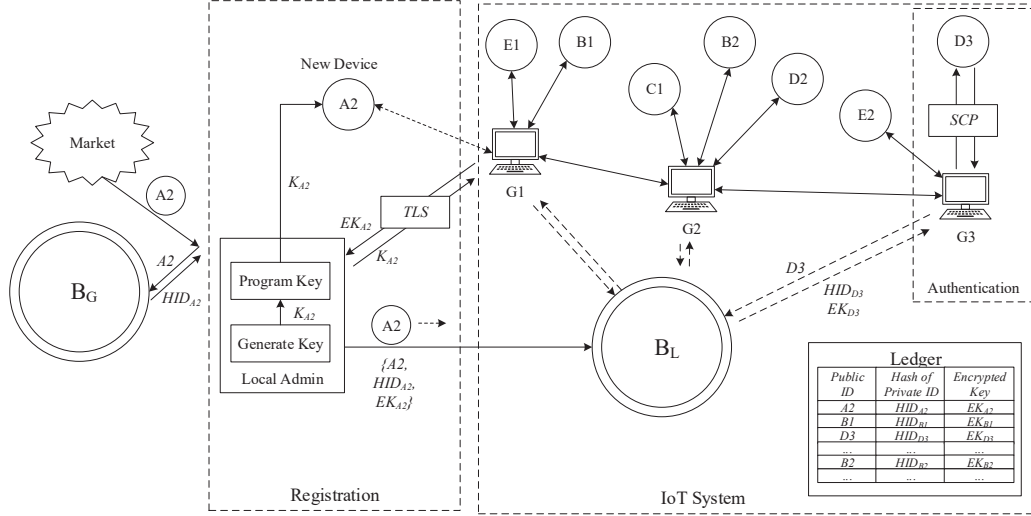 Market
A2
B_G
A2
HID_A2
New Device
A2
K_A2
EK_A2
TLS
K_A2
Program Key
K_A2
Generate Key
Local Admin
A2
{A2,
HID_A2,
EK_A2}
Registration
E1
B1
B2
C1
D2
E2
D3
SCP
G1
G2
G3
D3
HID_D3
EK_D3
Authentication
B_L
Ledger
Public ID | Hash of Private ID | Encrypted Key
A2 | HID_A2 | EK_A2
B1 | HID_B1 | EK_B1
D3 | HID_D3 | EK_D3
... | ... | ...
B2 | HID_B2 | EK_B2
... | ... | ...
IoT System